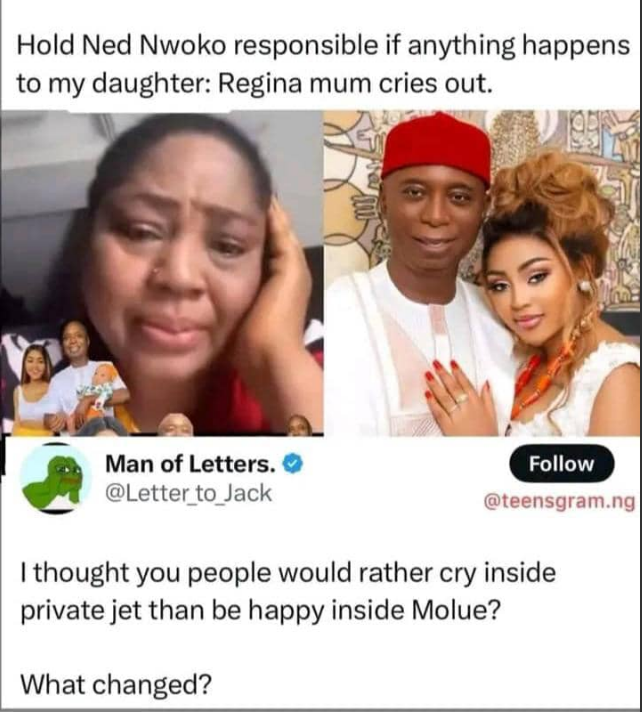 Hold Ned Nwoko responsible if anything happens
to my daughter: Regina mum cries out.
Man of Letters.
Follow
@Letter_to_Jack
@teensgram.ng
I thought you people would rather cry inside
private jet than be happy inside Molue?
What changed?